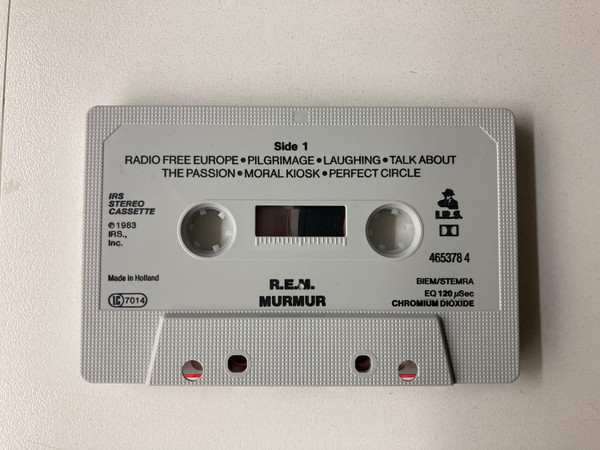 Side 1
RADIO FREE EUROPE • PILGRIMAGE • LAUGHING • TALK ABOUT
THE PASSION • MORAL KIOSK • PERFECT CIRCLE
IRS
STEREO
CASSETTE
℗1983
IRS.,
Inc.
I.R.S.
465378 4
Made in Holland
LC 7014
R.E.M.
MURMUR
BIEM/STEMRA
EQ 120 µSec
CHROMIUM DIOXIDE